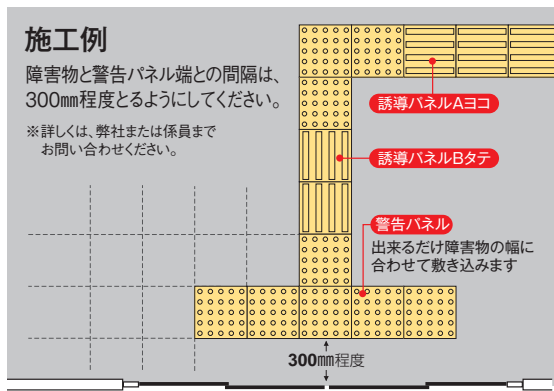 施工例
障害物と警告パネル端との間隔は、
300㎜程度とるようにしてください。
※詳しくは、弊社または係員まで
お問い合わせください。
誘導パネルAヨコ
誘導パネルBタテ
警告パネル
出来るだけ障害物の幅に
合わせて敷き込みます
300㎜程度